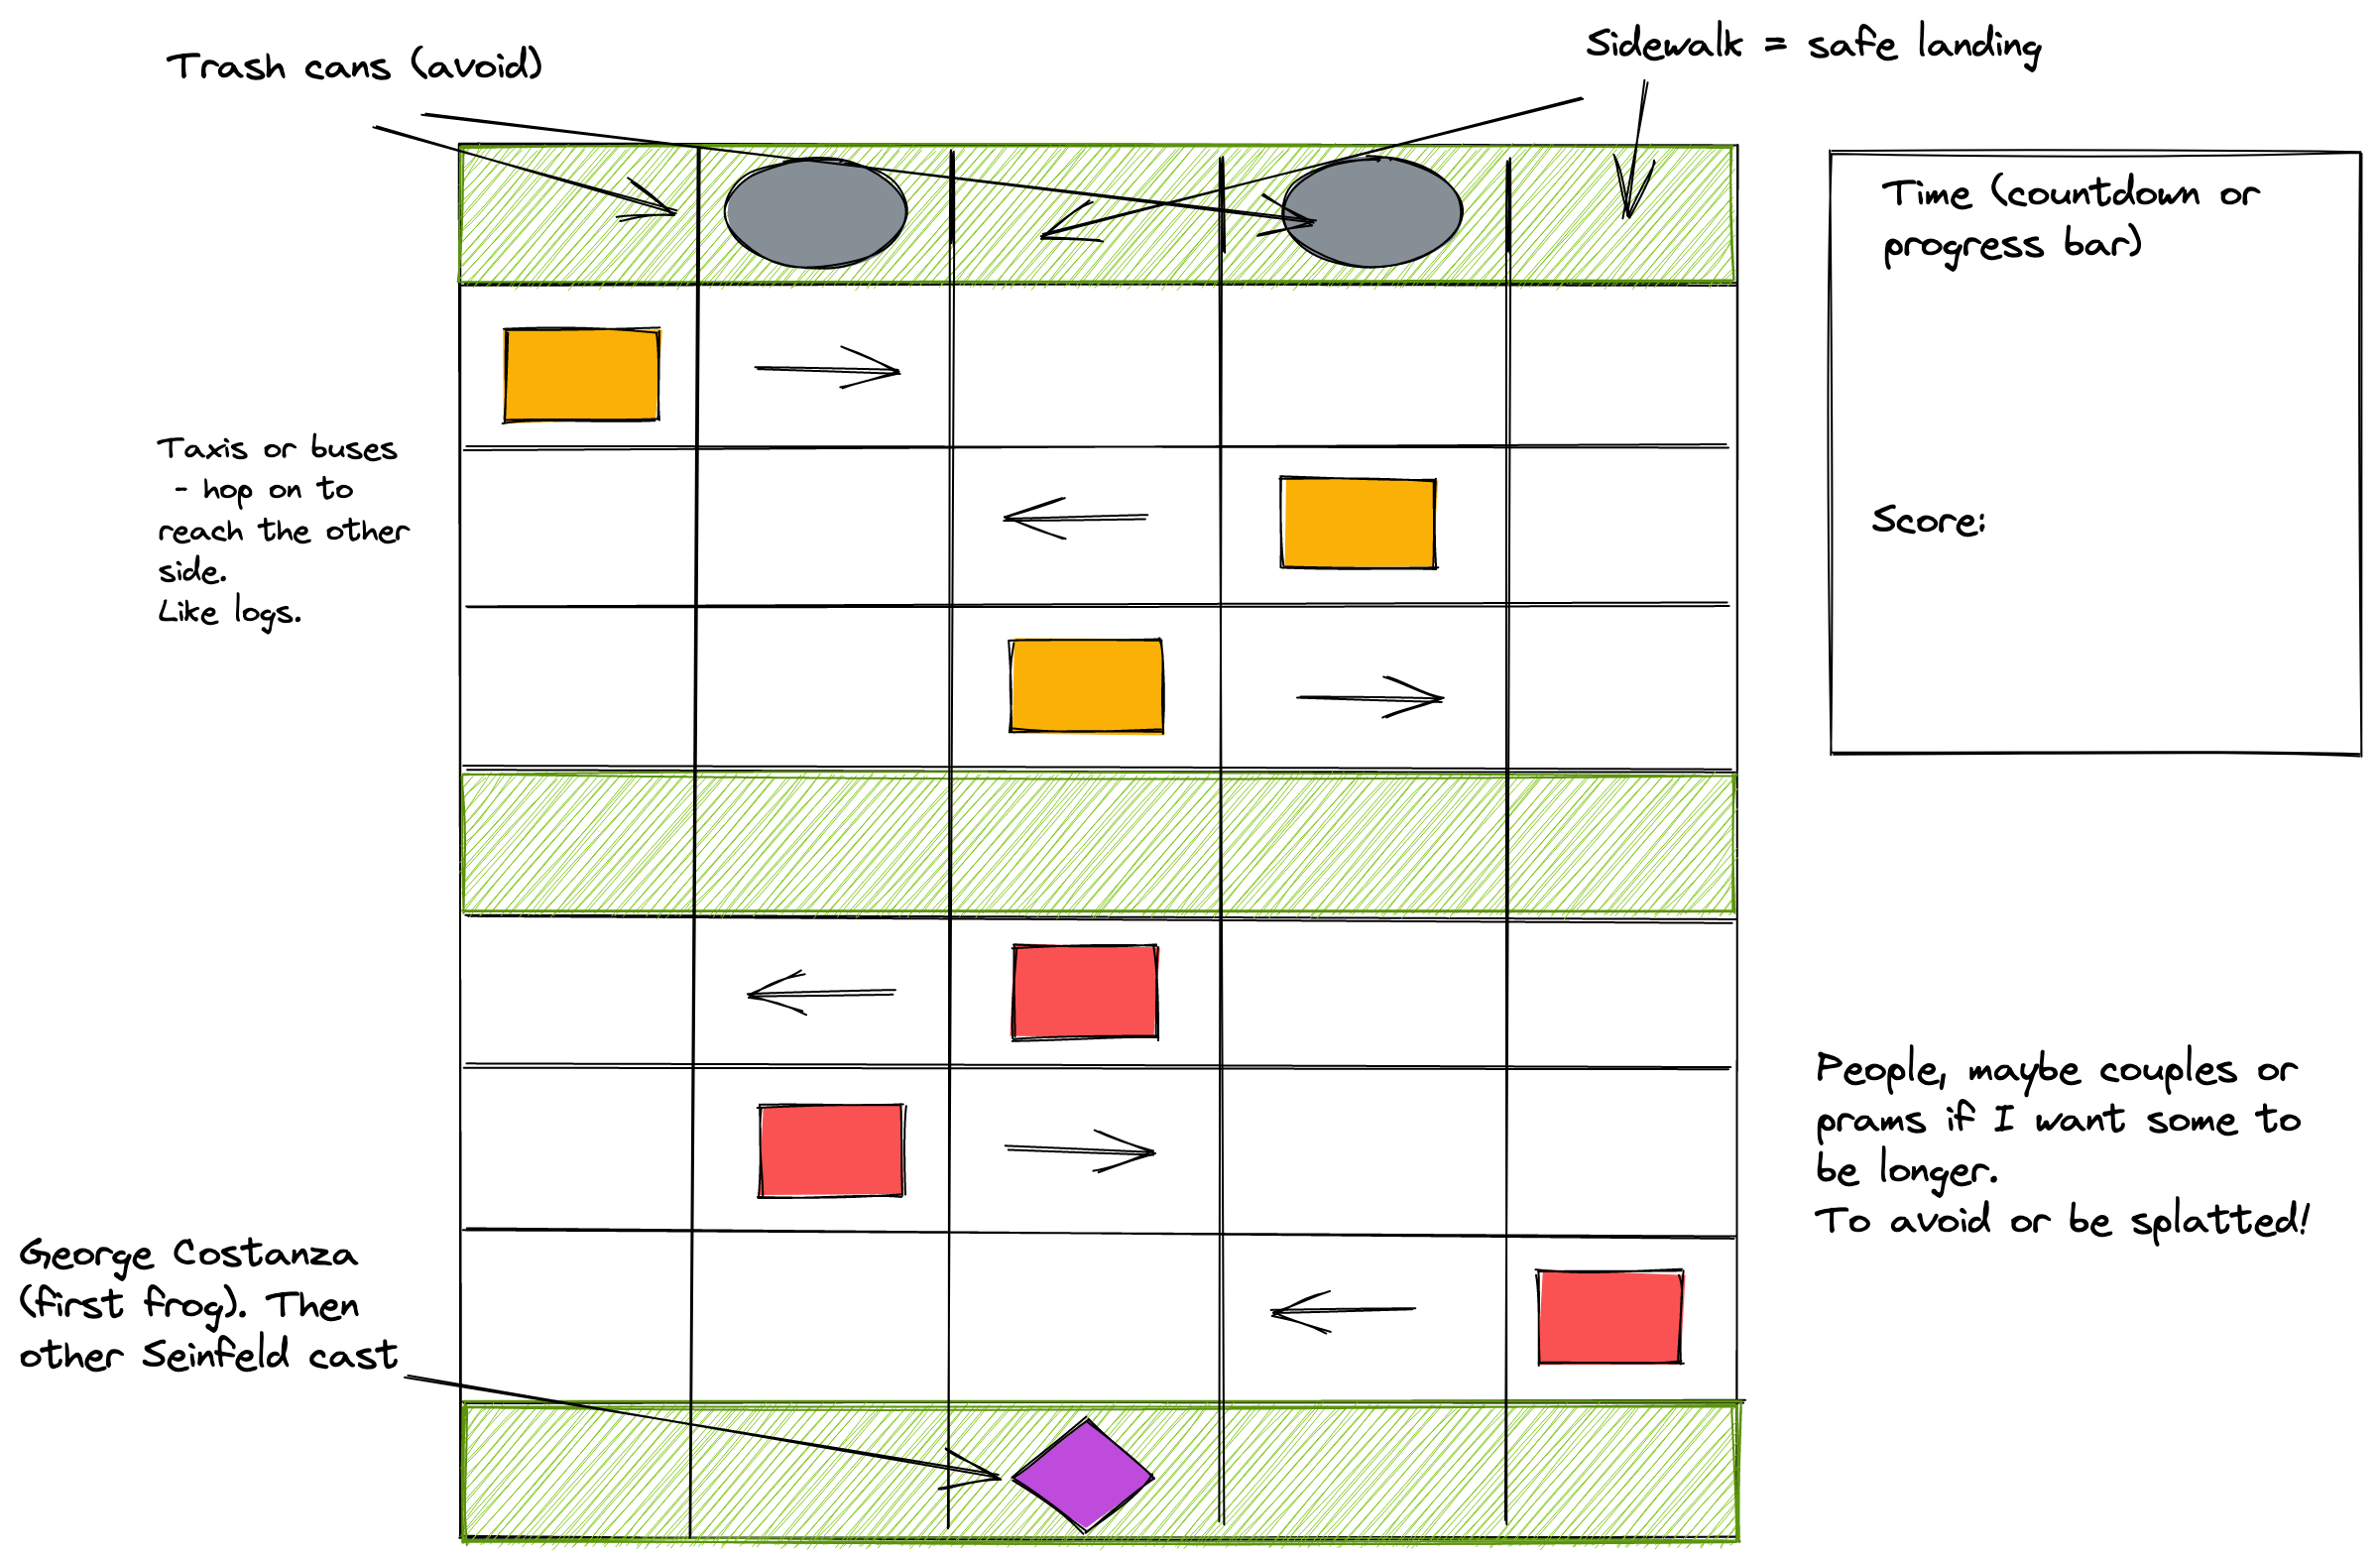 Trash cans (avoid)
Sidewalk = safe landing
Time (countdown or
progress bar)
Score:
Taxis or buses
- hop on to
reach the other
side.
Like logs.
People, maybe couples or
prams if I want some to
be longer.
To avoid or be splatted!
George Costanza
(first frog). Then
other Seinfeld cast